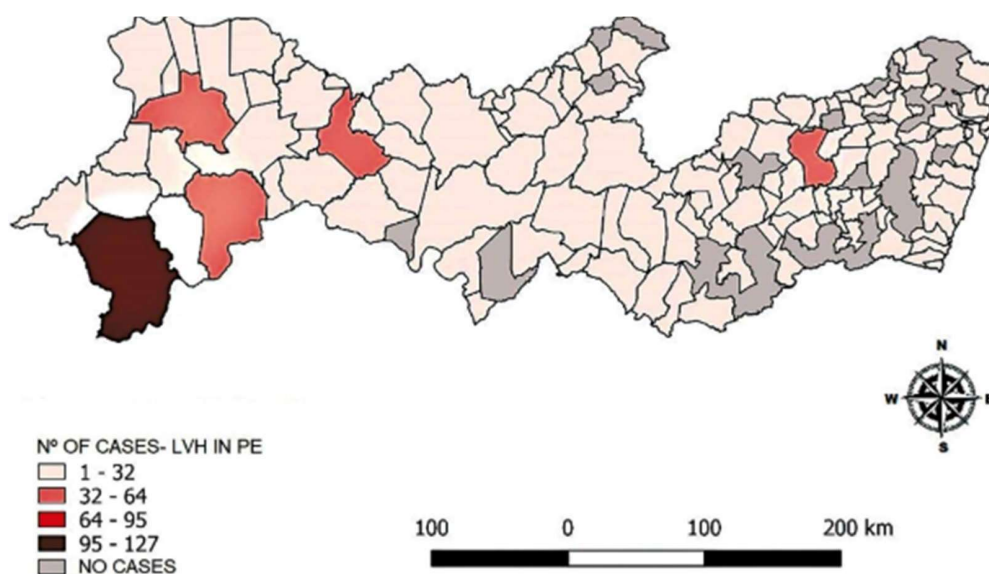 N
W E
S
Nº OF CASES- LVH IN PE
1 - 32
32 - 64
64 - 95
95 - 127
NO CASES
100 0 100 200 km